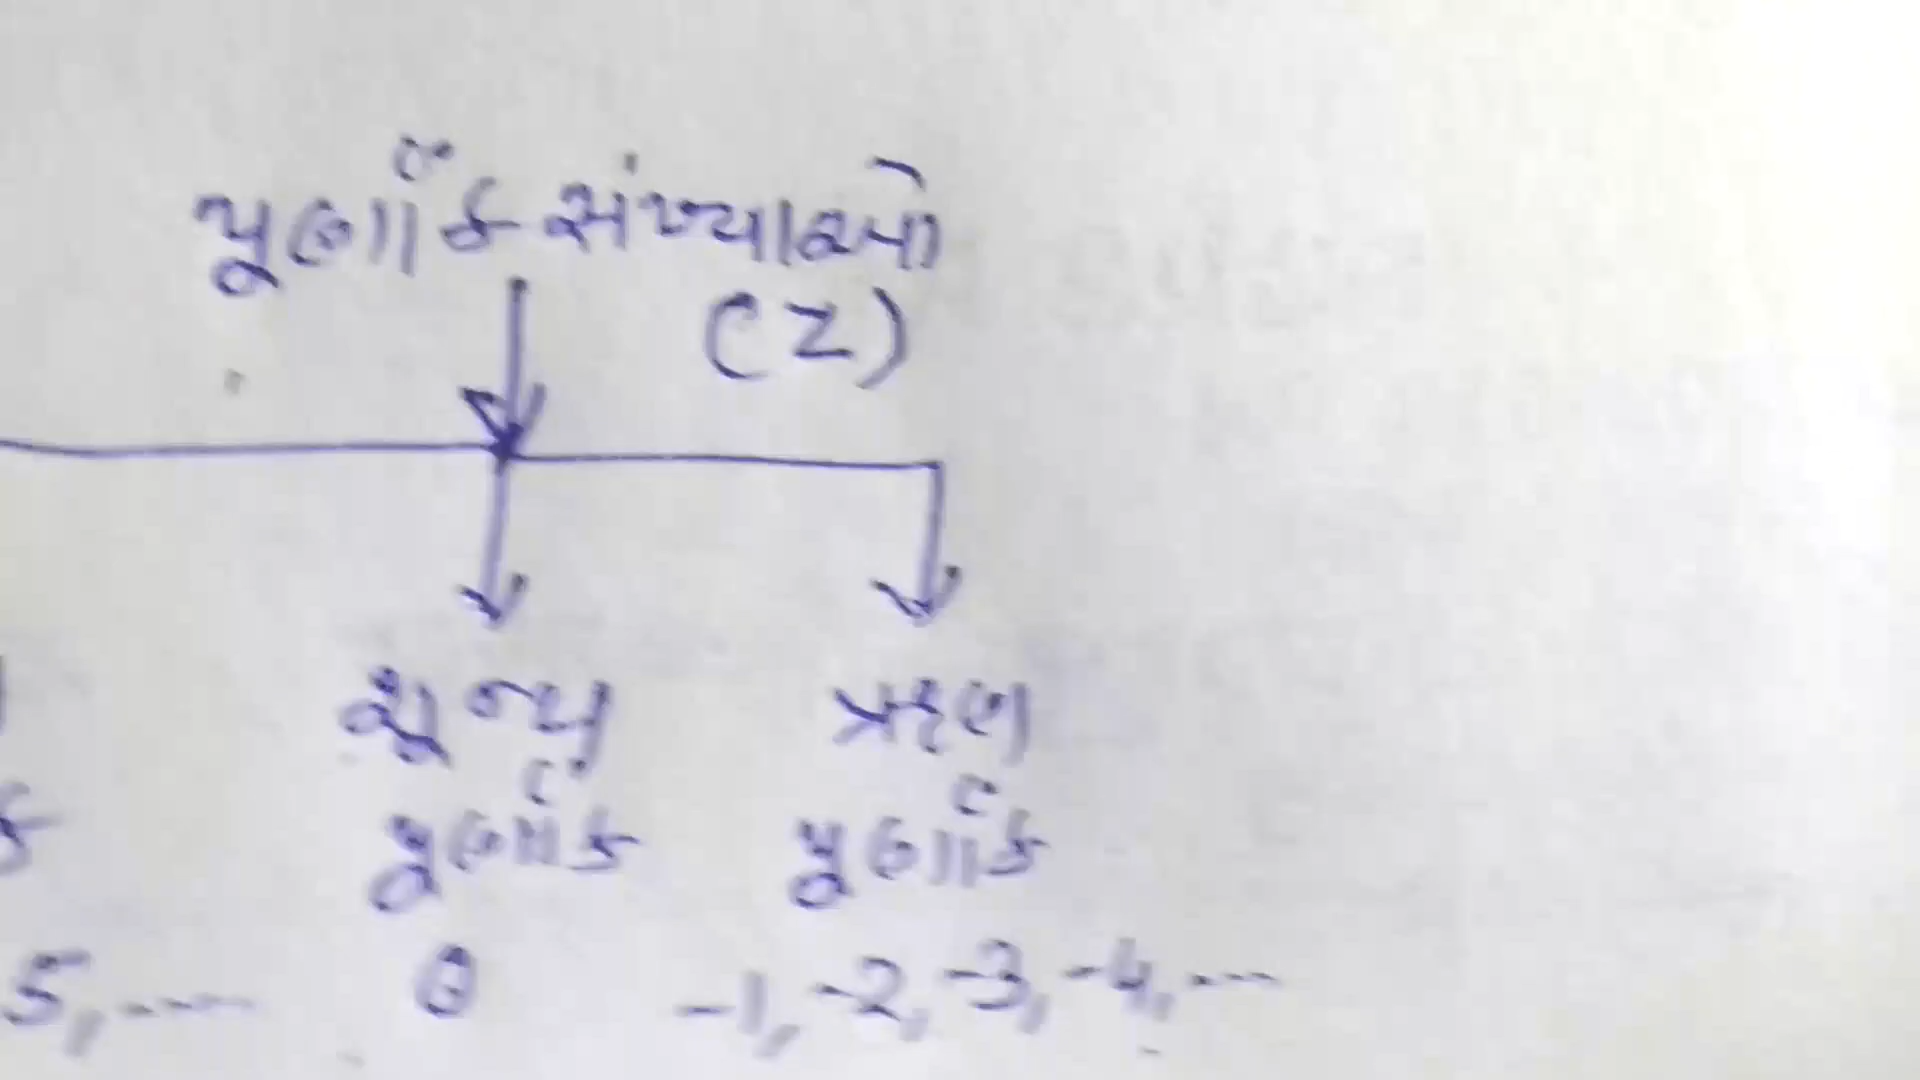 પૂર્ણાંક સંખ્યાઓ
(Z)
શૂન્ય ઋણ
પૂર્ણાંક પૂર્ણાંક
5, ---- 0 -1, -2, -3, -4, ----